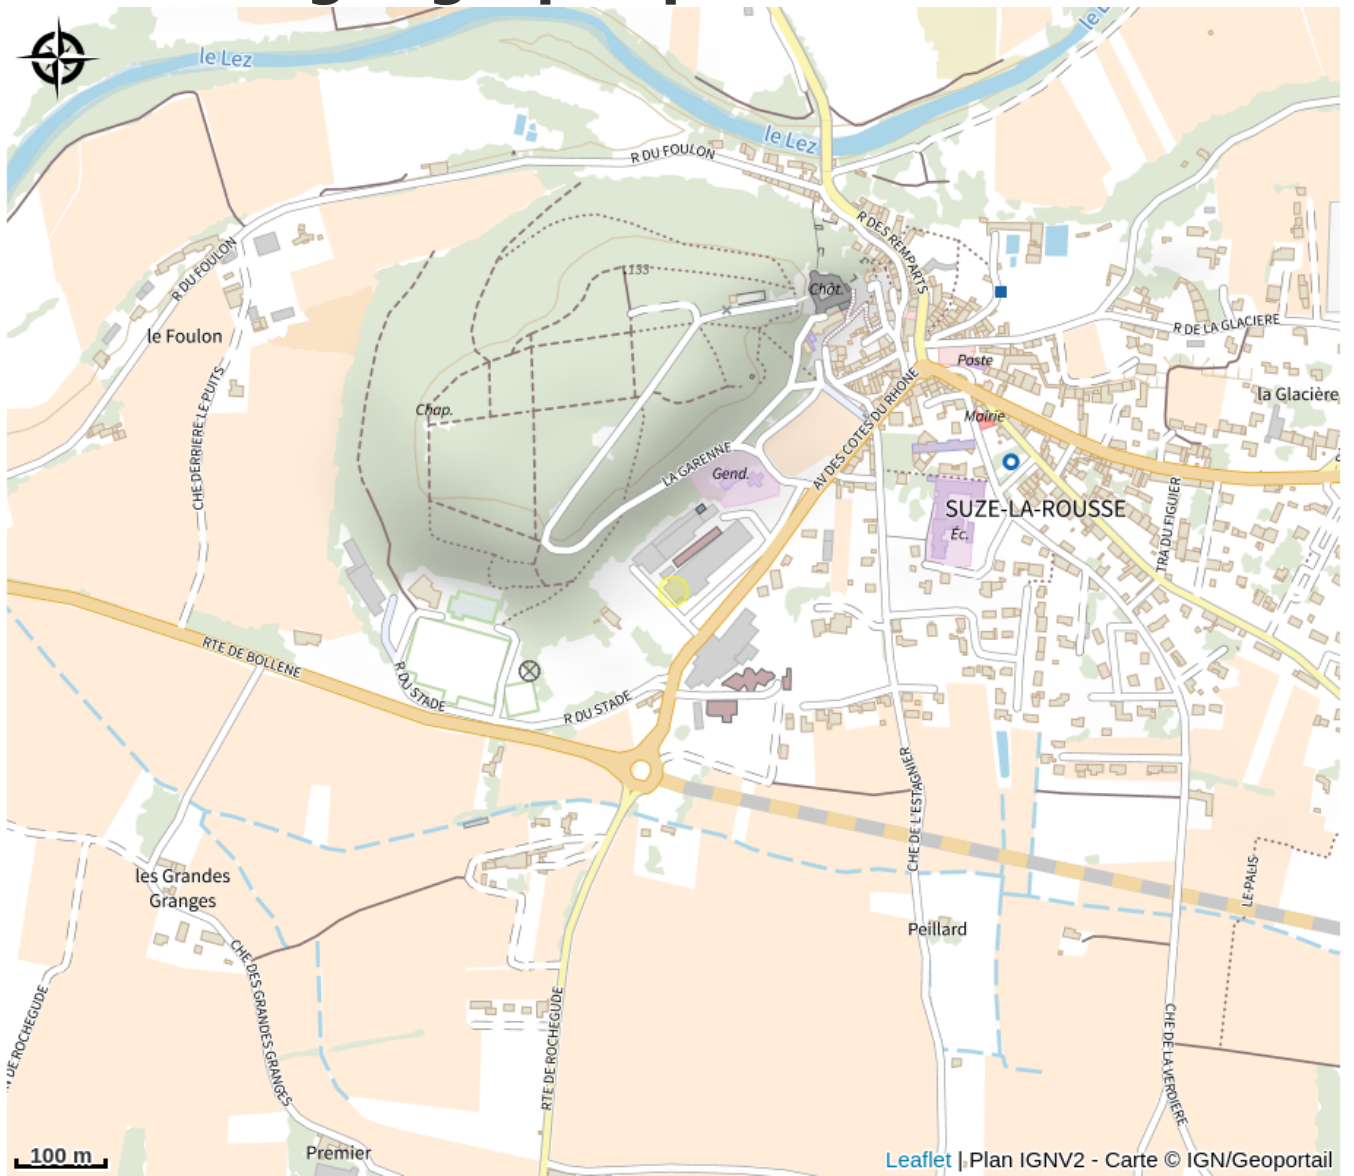 le Lez
le L
le Lez
R DU FOULON
R DES REMPARTS
R DU FOULON
133
Chât.
le Foulon
R DE LA GLACIERE
Poste
CHE DERRIERE LE PUITS
la Glacière
Chap.
Mairie
AV DES COTES DU RHONE
LA GARENNE
Gend.
SUZE-LA-ROUSSE
TRA DU FIGUIER
Éc.
RTE DE BOLLENE
R DU STADE
R DU STADE
CHE DE L'ESTAGNIER
les Grandes
Granges
LE PALIS
Peillard
CHE DES GRANDES GRANGES
N DE ROCHEGUDE
RTE DE ROCHEGUDE
CHE DE LA VERDIERE
Premier
100 m
Leaflet | Plan IGNV2 - Carte © IGN/Geoportail